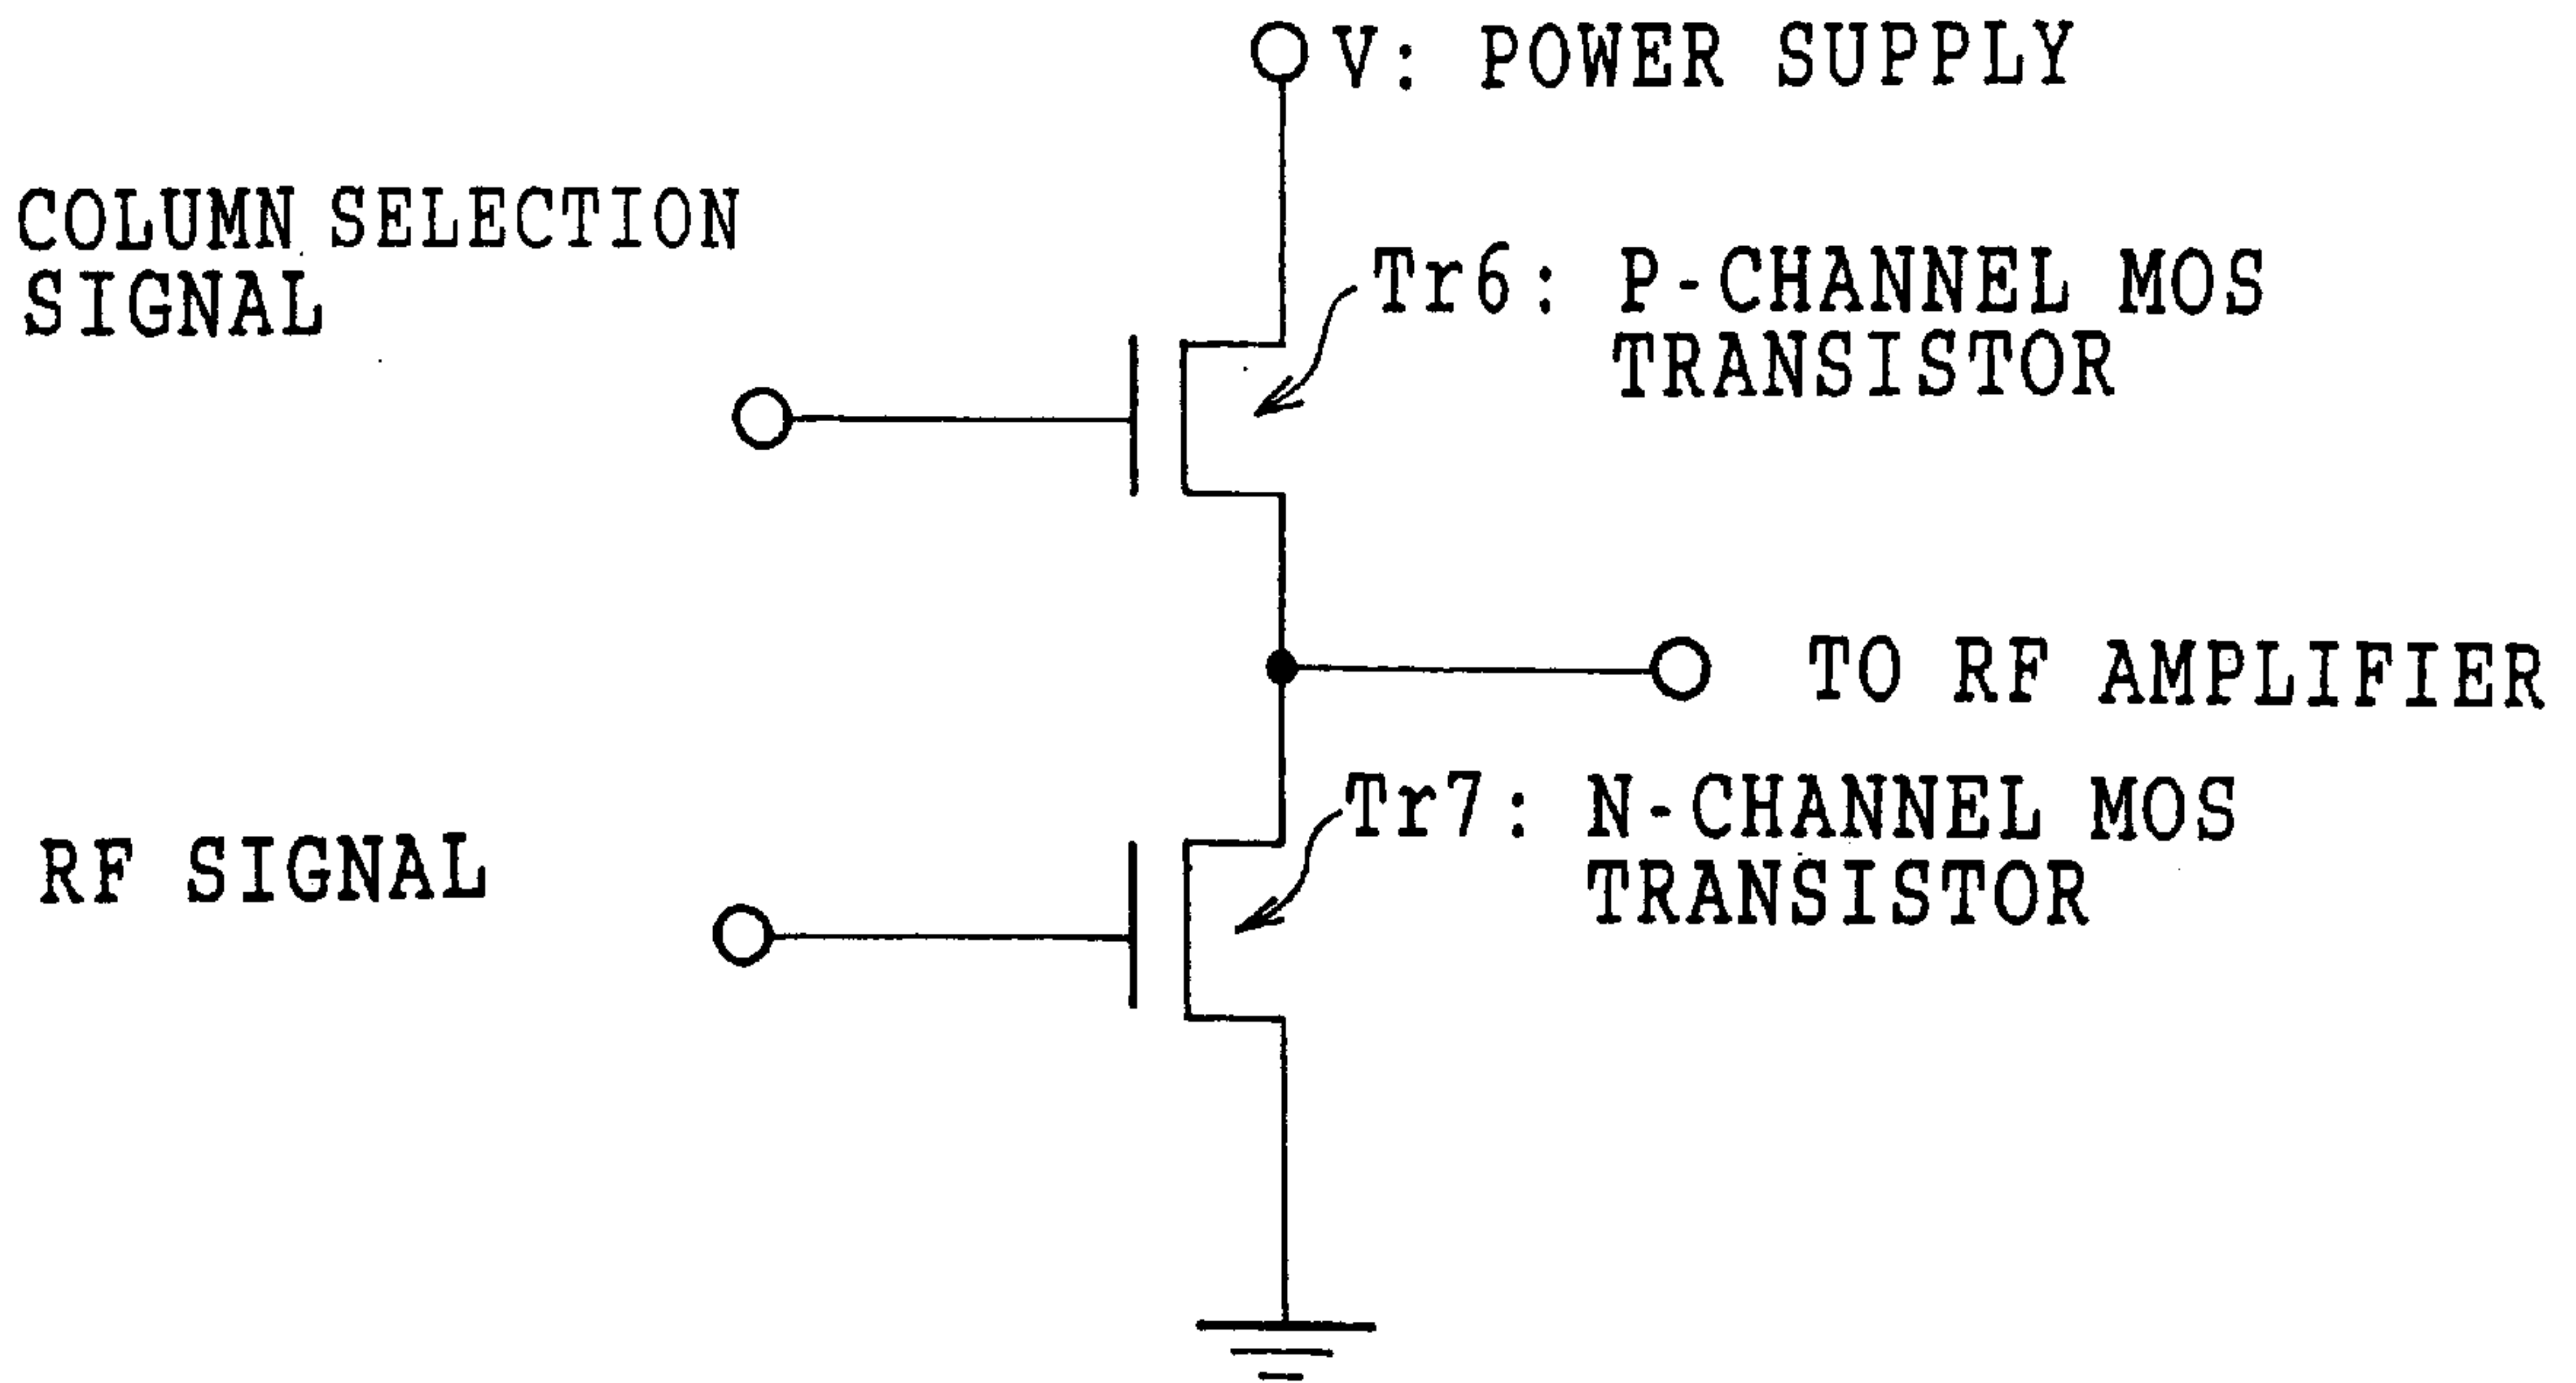 V: POWER SUPPLY
COLUMN SELECTION
SIGNAL
Tr6: P-CHANNEL MOS
TRANSISTOR
TO RF AMPLIFIER
Tr7: N-CHANNEL MOS
TRANSISTOR
RF SIGNAL